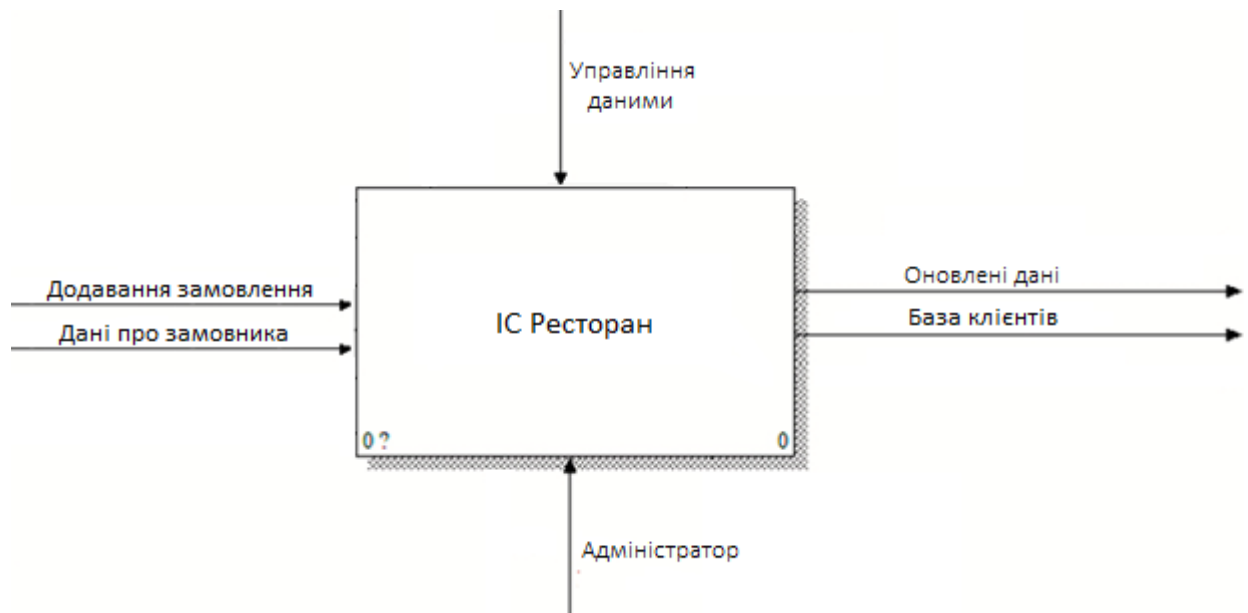 Управління
даними
Додавання замовлення
Дані про замовника
ІС Ресторан
Оновлені дані
База клієнтів
0 ?
0
Адміністратор